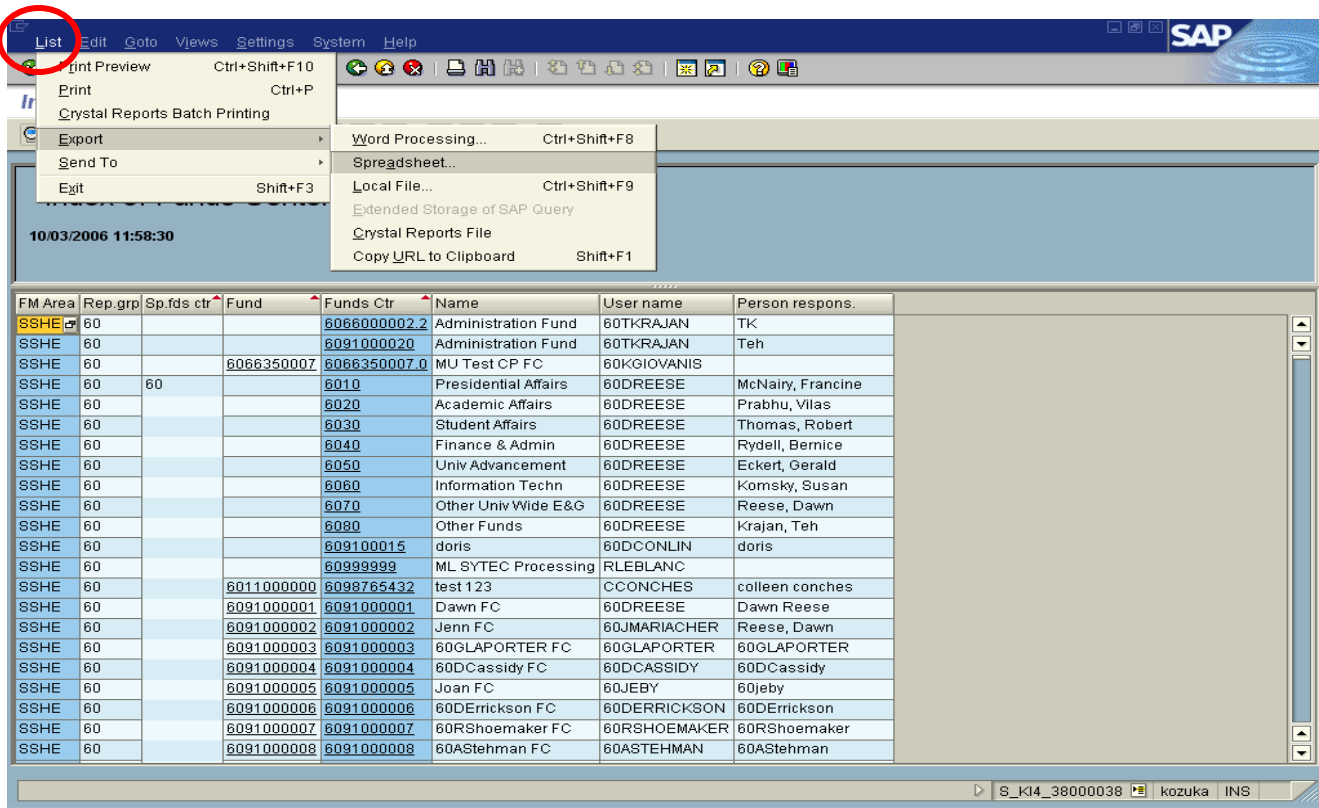 List Edit Goto Views Settings System Help
SAP
Print Preview Ctrl+Shift+F10
Print Ctrl+P
Crystal Reports Batch Printing
Export
Send To
Exit Shift+F3
Word Processing... Ctrl+Shift+F8
Spreadsheet...
Local File... Ctrl+Shift+F9
Extended Storage of SAP Query
Crystal Reports File
Copy URL to Clipboard Shift+F1
10/03/2006 11:58:30
FM Area Rep.grp Sp.fds ctr Fund Funds Ctr Name User name Person respons.
SSHE 60 6066000002.2 Administration Fund 60TKRAJAN TK
SSHE 60 6091000020 Administration Fund 60TKRAJAN Teh
SSHE 60 6066350007 6066350007.0 MU Test CP FC 60KGIOVANIS
SSHE 60 60 6010 Presidential Affairs 60DREESE McNairy, Francine
SSHE 60 6020 Academic Affairs 60DREESE Prabhu, Vilas
SSHE 60 6030 Student Affairs 60DREESE Thomas, Robert
SSHE 60 6040 Finance & Admin 60DREESE Rydell, Bernice
SSHE 60 6050 Univ Advancement 60DREESE Eckert, Gerald
SSHE 60 6060 Information Techn 60DREESE Komsky, Susan
SSHE 60 6070 Other Univ Wide E&G 60DREESE Reese, Dawn
SSHE 60 6080 Other Funds 60DREESE Krajan, Teh
SSHE 60 609100015 doris 60DCONLIN doris
SSHE 60 60999999 ML SYTEC Processing RLEBLANC
SSHE 60 6011000000 6098765432 test 123 CCONCHES colleen conches
SSHE 60 6091000001 6091000001 Dawn FC 60DREESE Dawn Reese
SSHE 60 6091000002 6091000002 Jenn FC 60JMARIACHER Reese, Dawn
SSHE 60 6091000003 6091000003 60GLAPORTER FC 60GLAPORTER 60GLAPORTER
SSHE 60 6091000004 6091000004 60DCassidy FC 60DCASSIDY 60DCassidy
SSHE 60 6091000005 6091000005 Joan FC 60JEBY 60jeby
SSHE 60 6091000006 6091000006 60DErrickson FC 60DERRICKSON 60DErrickson
SSHE 60 6091000007 6091000007 60RShoemaker FC 60RSHOEMAKER 60RShoemaker
SSHE 60 6091000008 6091000008 60AStehman FC 60ASTEHMAN 60AStehman
S_KI4_38000038 kozuka INS